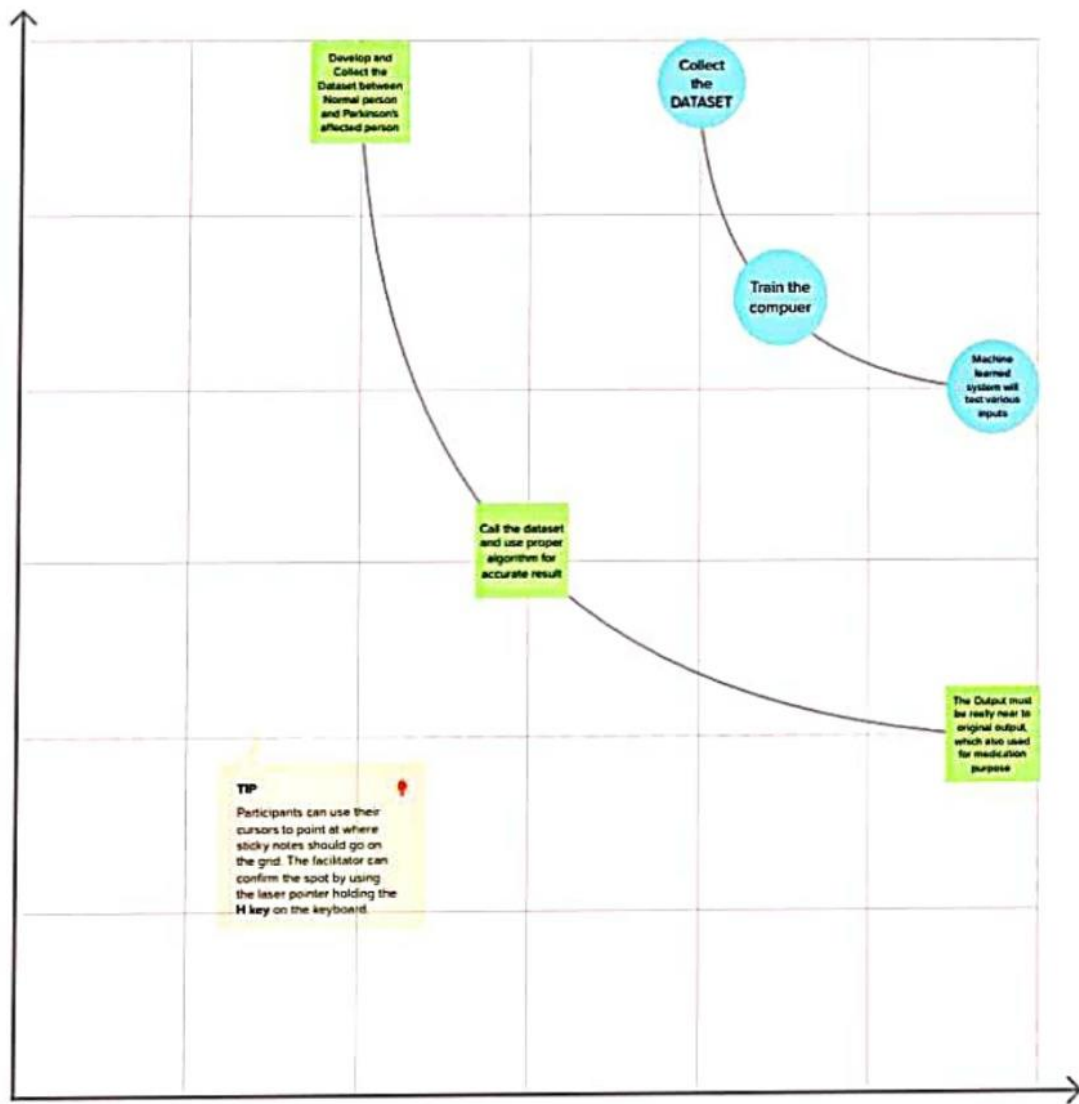 Develop and
Collect the
Dataset between
Normal person
and Parkinson's
affected person
Collect
the
DATASET
Train the
compuer
Machine
learned
system will
test various
inputs
Call the dataset
and use proper
algorithm for
accurate result
The Output must
be really near to
original output,
which also used
for medication
purpose
TIP
Participants can use their
cursors to point at where
sticky notes should go on
the grid. The facilitator can
confirm the spot by using
the laser pointer holding the
H key on the keyboard.